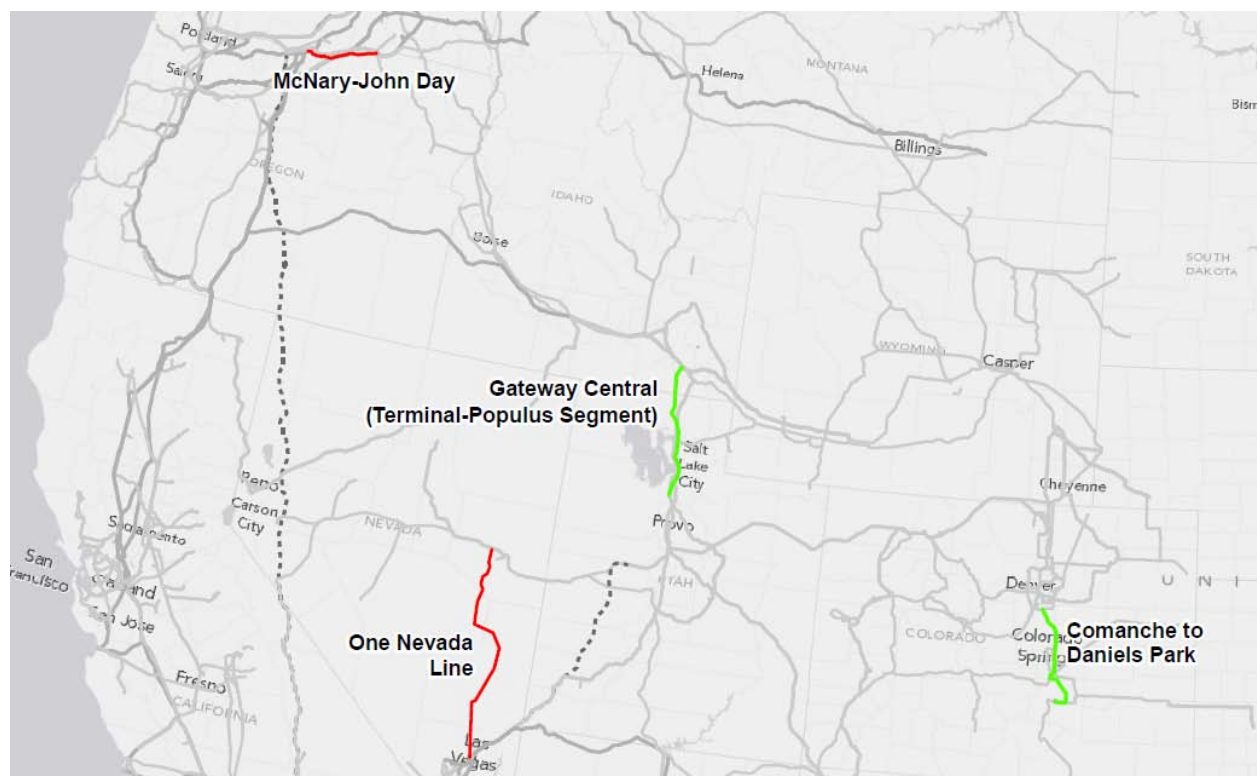 Portland
Salem
McNary-John Day
Helena
MONTANA
Bism
Billings
OREGON
IDAHO
Boise
SOUTH
DAKOTA
WYOMING
Casper
Gateway Central
(Terminal-Populus Segment)
Salt
Lake
City
Reno
Carson
City
NEVADA
Cheyenne
Sacramento
Provo
San
Francisco
Oakland
San Jose
UTAH
Denver
U N I
One Nevada
Line
COLORADO
Colorado
Springs
Comanche to
Daniels Park
Fresno
CALIFORNIA
Las
Vegas